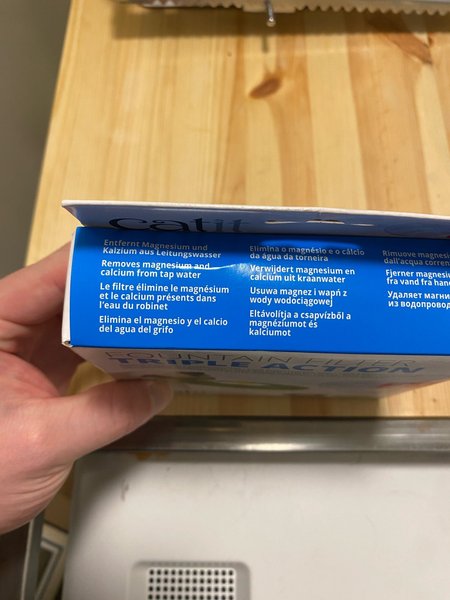 catit
Entfernt Magnesium und
Kalzium aus Leitungswasser
Removes magnesium and
calcium from tap water
Le filtre élimine le magnésium
et le calcium présents dans
l'eau du robinet
Elimina el magnesio y el calcio
del agua del grifo
Elimina o magnésio e o cálcio
da água da torneira
Verwijdert magnesium en
calcium uit kraanwater
Usuwa magnez i wapń z
wody wodociągowej
Eltávolítja a csapvízből a
magnéziumot és
kalciumot
Rimuove magnesi
dall'acqua corren
Fjerner magnesiu
fra vand fra han
Удаляет магни
из водопровод
FOUNTAIN FILTER
TRIPLE ACTION